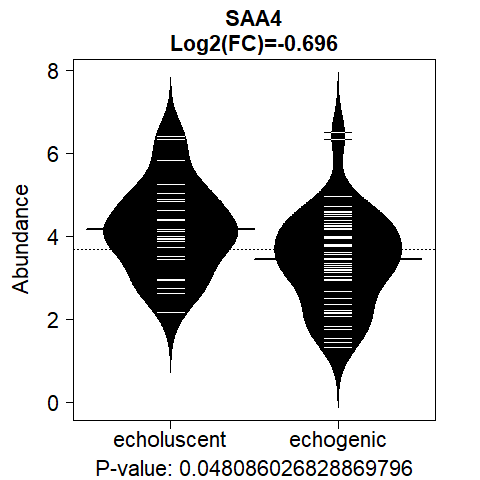 SAA4
Log2(FC)=-0.696
8
6
4
2
0
Abundance
echoluscent echogenic
P-value: 0.048086026828869796